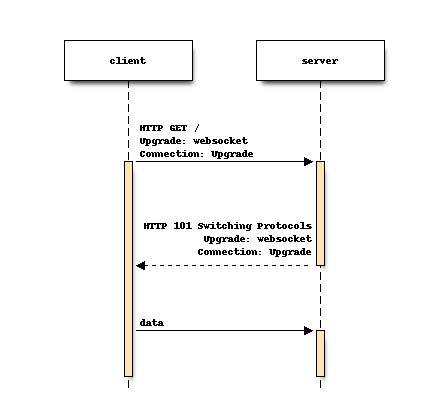 client
server
HTTP GET /
Upgrade: websocket
Connection: Upgrade
HTTP 101 Switching Protocols
Upgrade: websocket
Connection: Upgrade
data